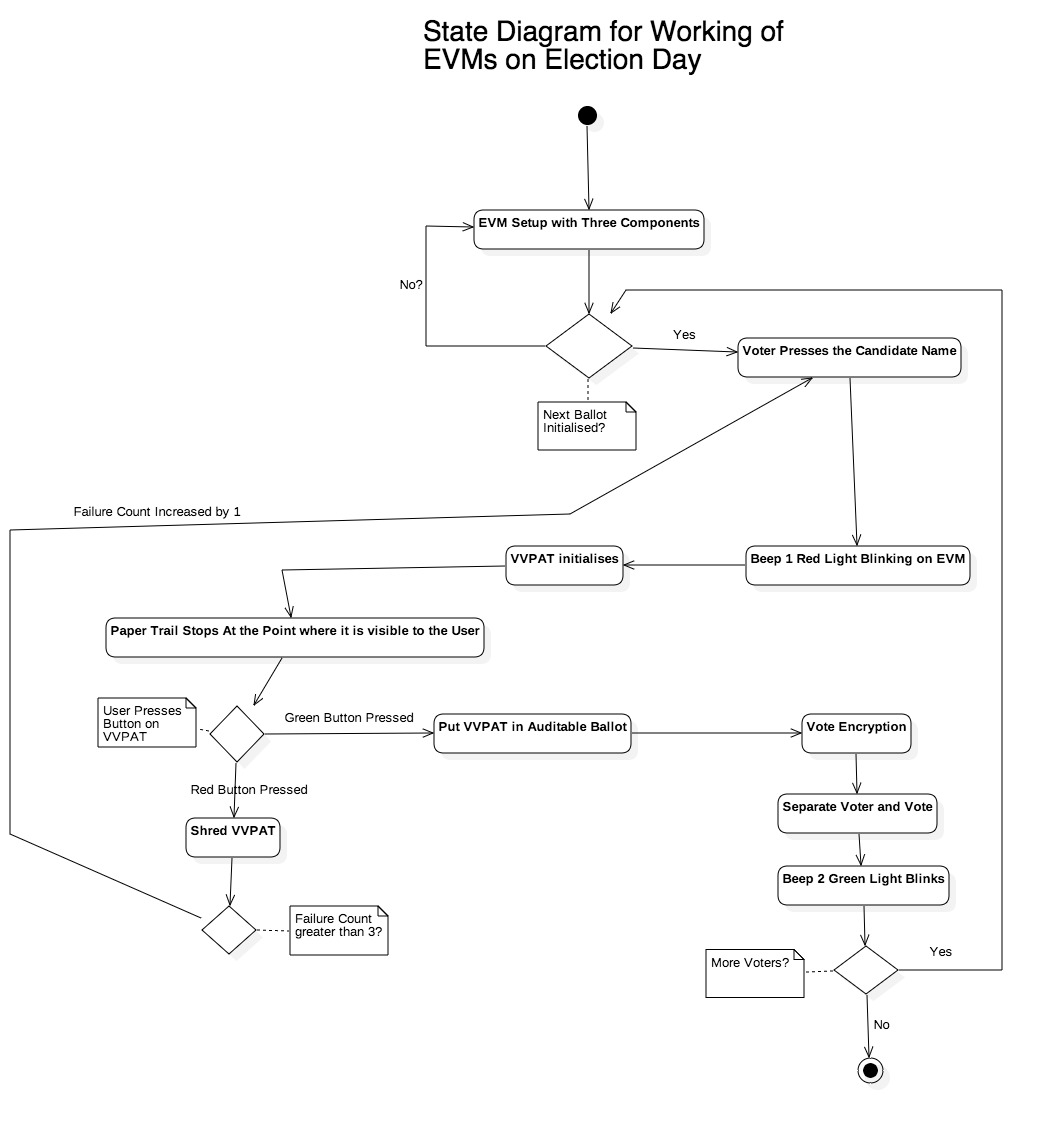 State Diagram for Working of
EVMs on Election Day
EVM Setup with Three Components
No?
Yes
Voter Presses the Candidate Name
Next Ballot
Initialised?
Failure Count Increased by 1
VVPAT initialises
Beep 1 Red Light Blinking on EVM
Paper Trail Stops At the Point where it is visible to the User
User Presses
Button on
VVPAT
Green Button Pressed
Put VVPAT in Auditable Ballot
Vote Encryption
Red Button Pressed
Separate Voter and Vote
Shred VVPAT
Beep 2 Green Light Blinks
Failure Count
greater than 3?
More Voters?
Yes
No